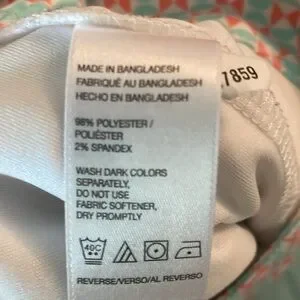 MADE IN BANGLADESH
FABRIQUÉ AU BANGLADESH
HECHO EN BANGLADESH
98% POLYESTER /
POLIÉSTER
2% SPANDEX
WASH DARK COLORS
SEPARATELY,
DO NOT USE
FABRIC SOFTENER,
DRY PROMPTLY
40C
REVERSE/VERSO/AL REVERSO
7859